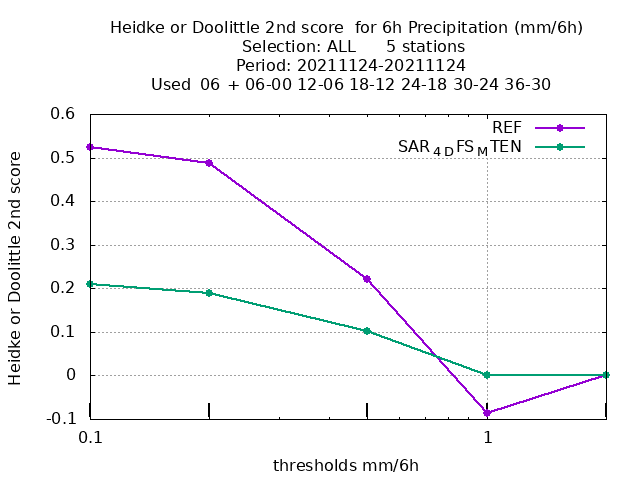 Heidke or Doolittle 2nd score  for 6h Precipitation (mm/6h)
Selection: ALL      5 stations
Period: 20211124-20211124
Used  06 + 06-00 12-06 18-12 24-18 30-24 36-30
Heidke or Doolittle 2nd score
0.6
0.5
0.4
0.3
0.2
0.1
0
-0.1
REF
SAR4DFSMTEN
0.1
1
thresholds mm/6h